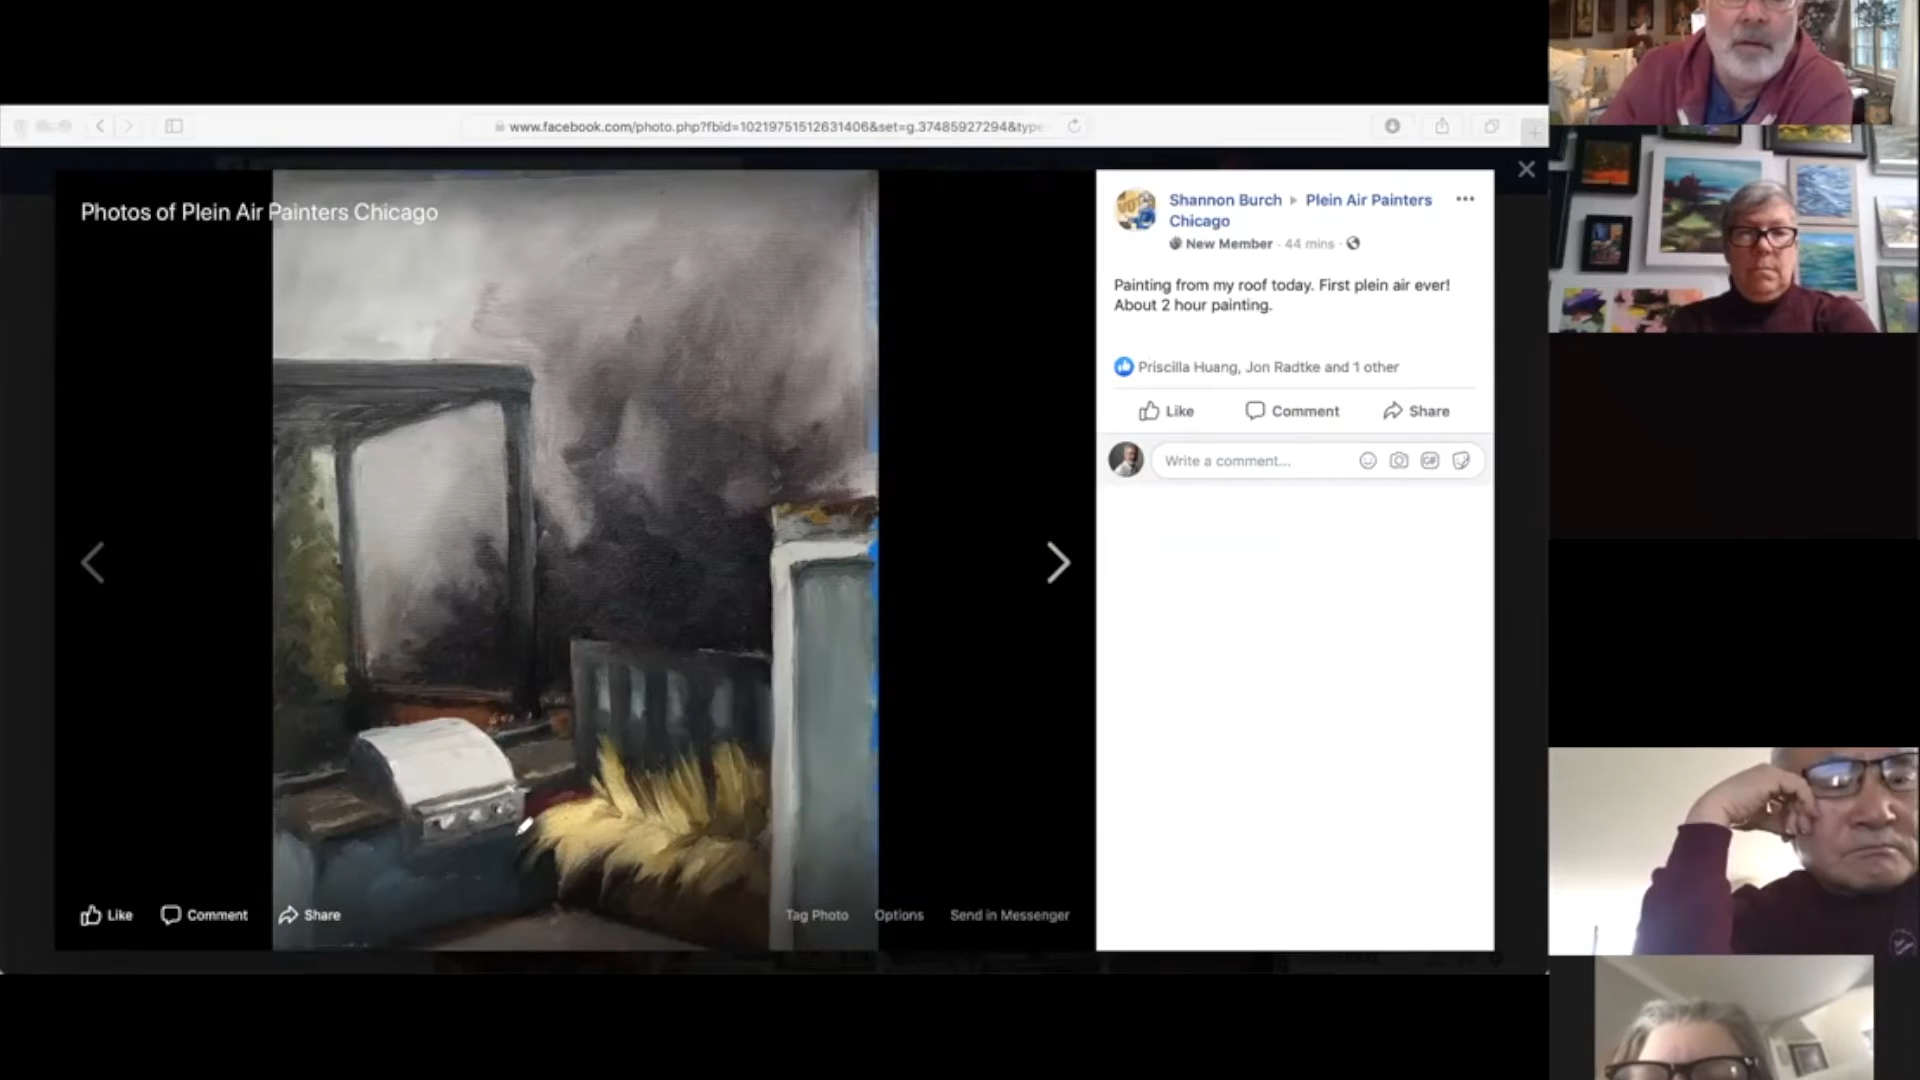 www.facebook.com/photo.php?fbid=10219751512631406&set=g.37485927294&type
Photos of Plein Air Painters Chicago
Shannon Burch ▸ Plein Air Painters
Chicago
New Member · 44 mins ·
Painting from my roof today. First plein air ever!
About 2 hour painting.
Priscilla Huang, Jon Radtke and 1 other
Like Comment Share
Write a comment...
GIF
Like Comment Share Tag Photo Options Send in Messenger